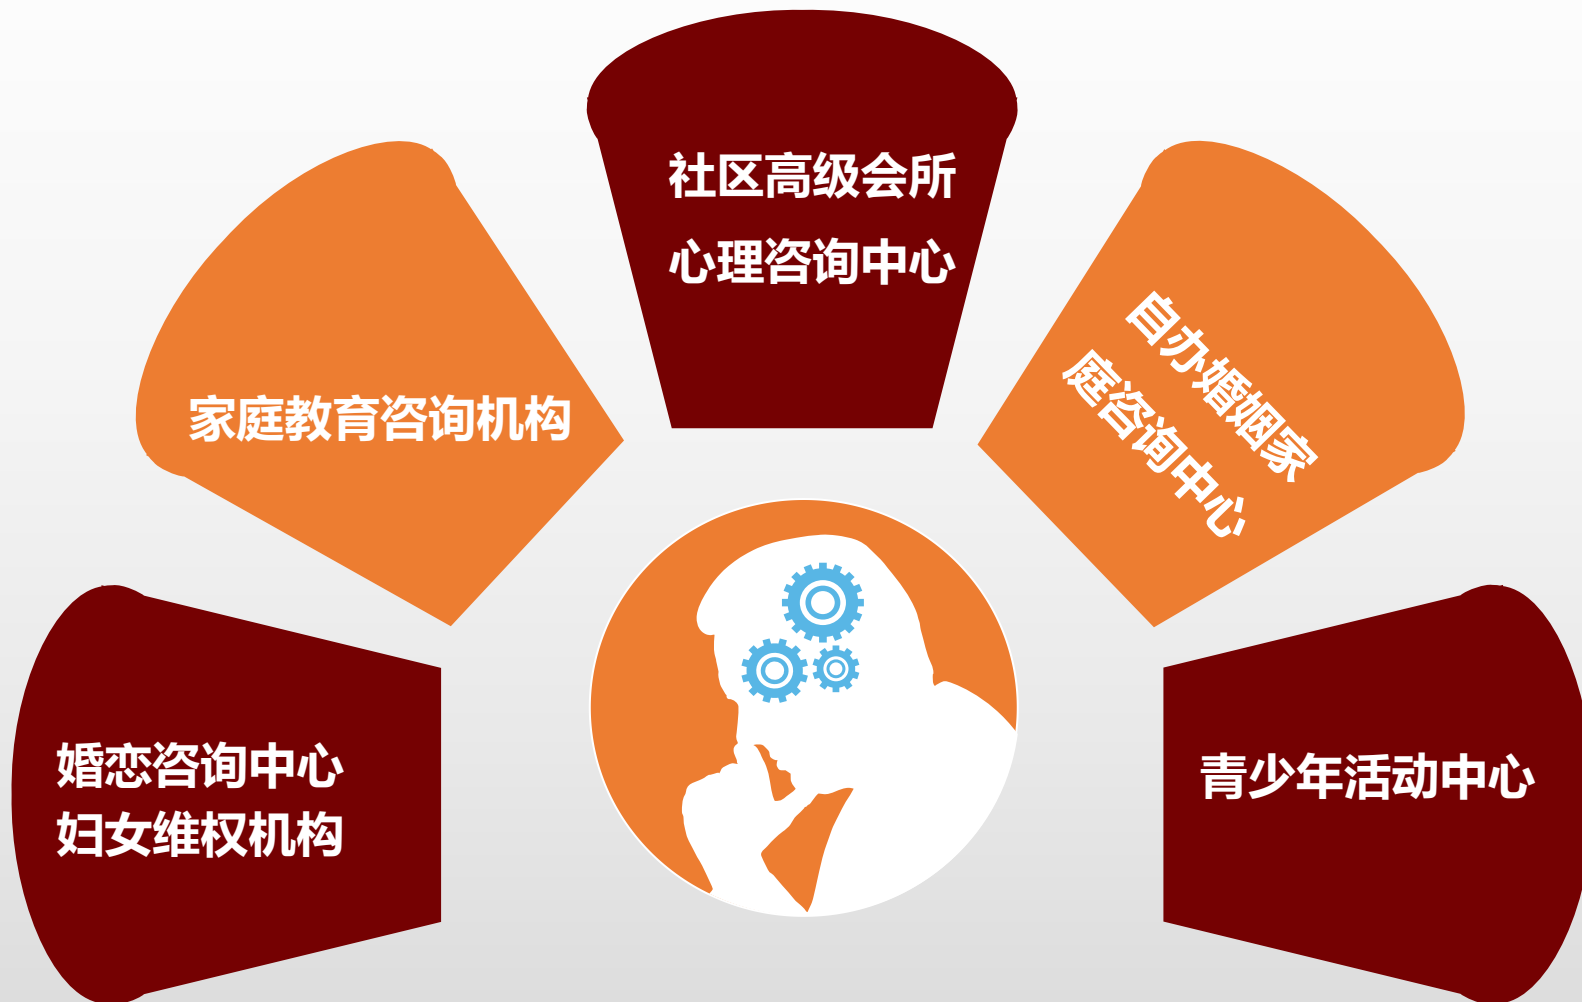 社区高级会所
心理咨询中心
家庭教育咨询机构
自办婚姻家
庭咨询中心
婚恋咨询中心
妇女维权机构
青少年活动中心